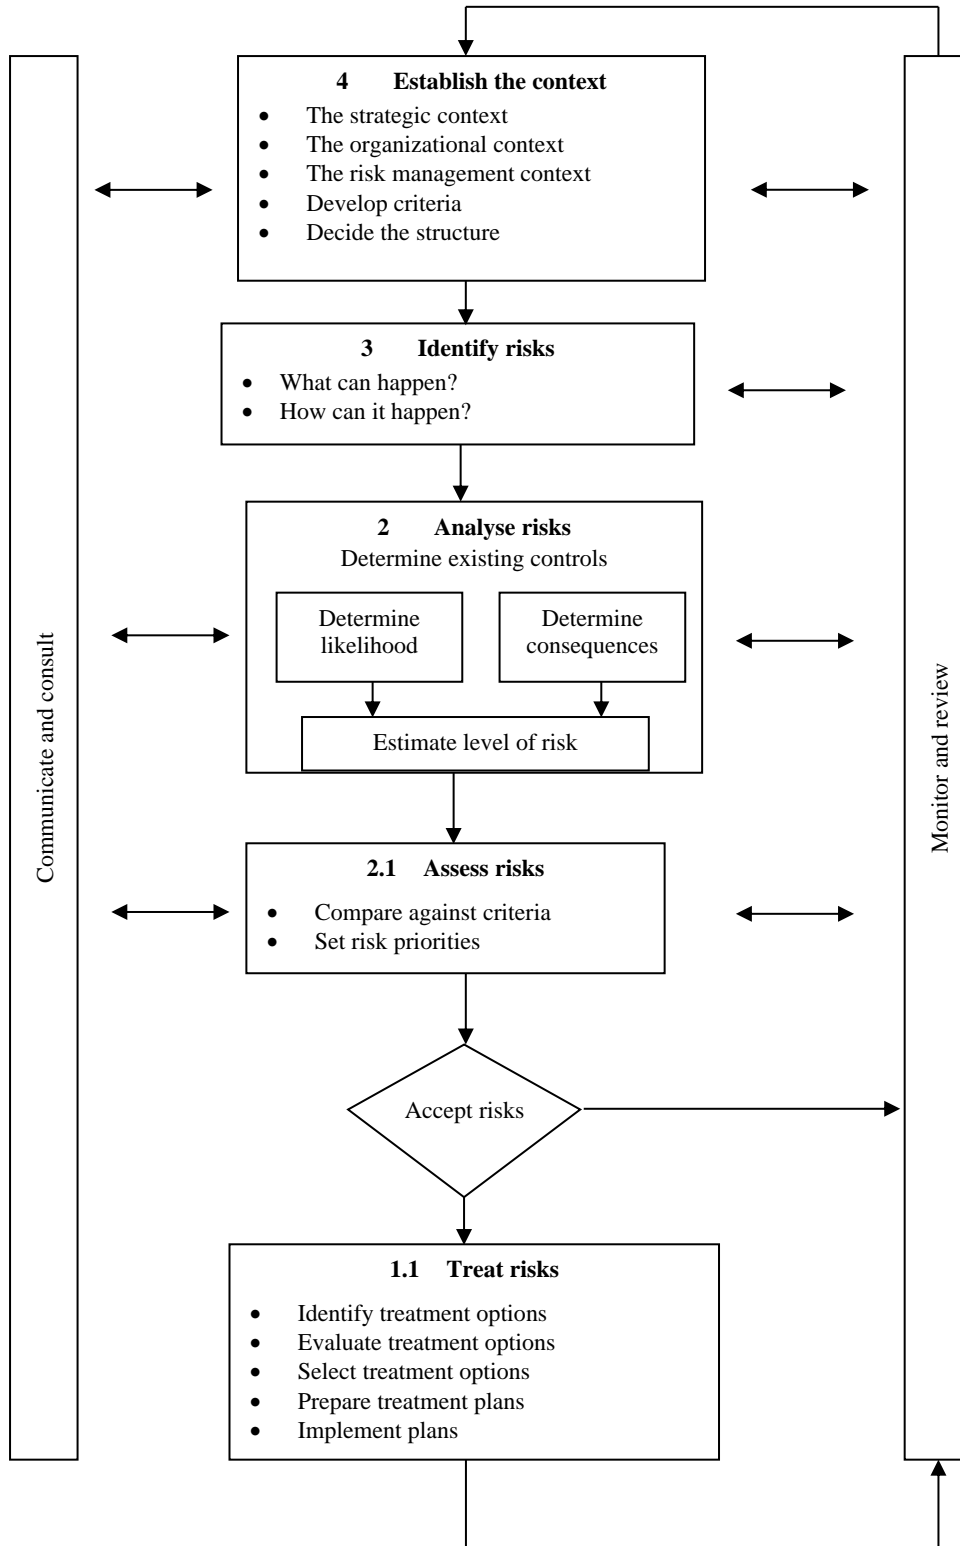 4 Establish the context
• The strategic context
• The organizational context
• The risk management context
• Develop criteria
• Decide the structure
3 Identify risks
• What can happen?
• How can it happen?
2 Analyse risks
Determine existing controls
Determine
likelihood
Determine
consequences
Estimate level of risk
2.1 Assess risks
• Compare against criteria
• Set risk priorities
Accept risks
1.1 Treat risks
• Identify treatment options
• Evaluate treatment options
• Select treatment options
• Prepare treatment plans
• Implement plans
Communicate and consult
Monitor and review